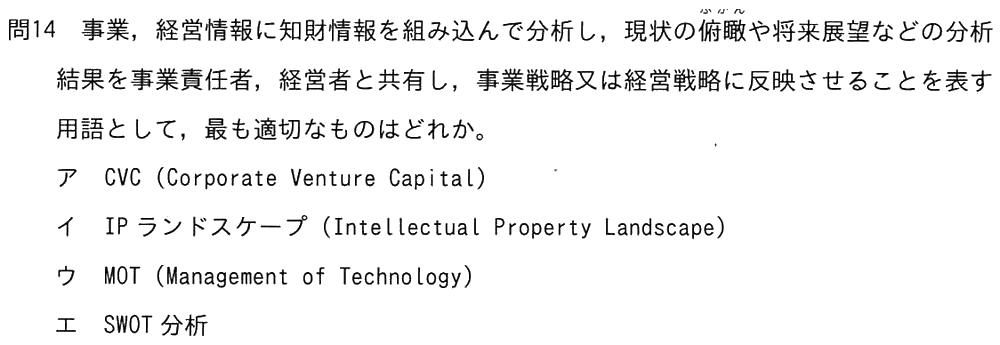 ふかん
問14 事業，経営情報に知財情報を組み込んで分析し，現状の俯瞰や将来展望などの分析
結果を事業責任者，経営者と共有し，事業戦略又は経営戦略に反映させることを表す
用語として，最も適切なものはどれか。
ア CVC (Corporate Venture Capital)
イ IP ランドスケープ (Intellectual Property Landscape)
ウ MOT (Management of Technology)
エ SWOT 分析